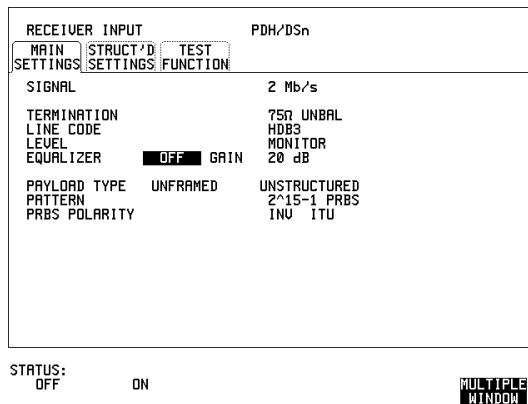 RECEIVER INPUT PDH/DSn
MAIN SETTINGS STRUCT'D SETTINGS TEST FUNCTION
SIGNAL 2 Mb/s
TERMINATION 75Ω UNBAL
LINE CODE HDB3
LEVEL MONITOR
EQUALIZER OFF GAIN 20 dB
PAYLOAD TYPE UNFRAMED UNSTRUCTURED
PATTERN 2^15-1 PRBS
PRBS POLARITY INV ITU
STATUS:
OFF ON
MULTIPLE
WINDOW